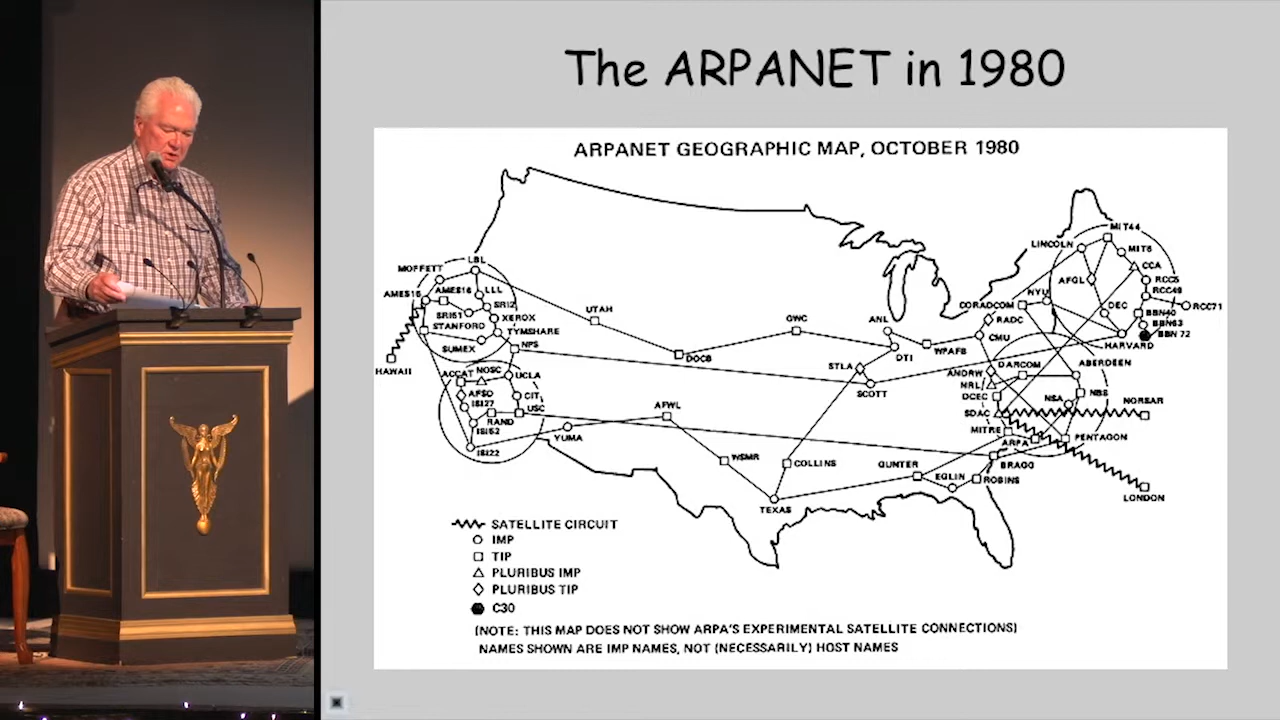 The ARPANET in 1980
ARPANET GEOGRAPHIC MAP, OCTOBER 1980
MIT44
LINCOLN
MIT6
MOFFETT
LBL
CCA
AFGL
RCC5
AMES15
AMES16
LLL
RCC49
NYU
CORADCOM
DEC
RCC71
SRI2
SRI51
XEROX
UTAH
GWC
ANL
RADC
BBN40
BBN63
STANFORD
TYMSHARE
BBN 72
SUMEX
NPS
WPAFB
CMU
HARVARD
DTI
HAWAII
STLA
DARCOM
ABERDEEN
ACCAT
NOSC
UCLA
ANDRW
NRL
SCOTT
AFSD
CIT
DCEC
NSA
NBS
NORSAR
ISI27
RAND
USC
AFWL
SDAC
ISI52
MITRE
YUMA
ARPA
PENTAGON
ISI22
WSMR
COLLINS
GUNTER
BRAGG
EGLIN
ROBINS
TEXAS
LONDON
SATELLITE CIRCUIT
IMP
TIP
PLURIBUS IMP
PLURIBUS TIP
C30
(NOTE: THIS MAP DOES NOT SHOW ARPA'S EXPERIMENTAL SATELLITE CONNECTIONS)
NAMES SHOWN ARE IMP NAMES, NOT (NECESSARILY) HOST NAMES